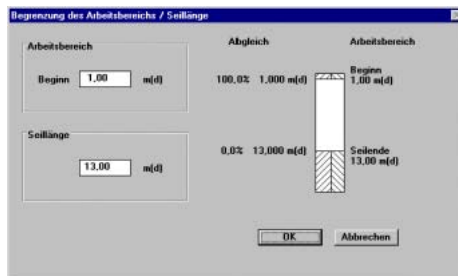 Begrenzung des Arbeitsbereichs / Seillänge
Arbeitsbereich
Beginn 1,00 m(d)
Seillänge
13,00 m(d)
Abgleich Arbeitsbereich
100,0% 1,000 m(d) Beginn
1,00 m(d)
0,0% 13,000 m(d) Seilende
13,00 m(d)
OK Abbrechen